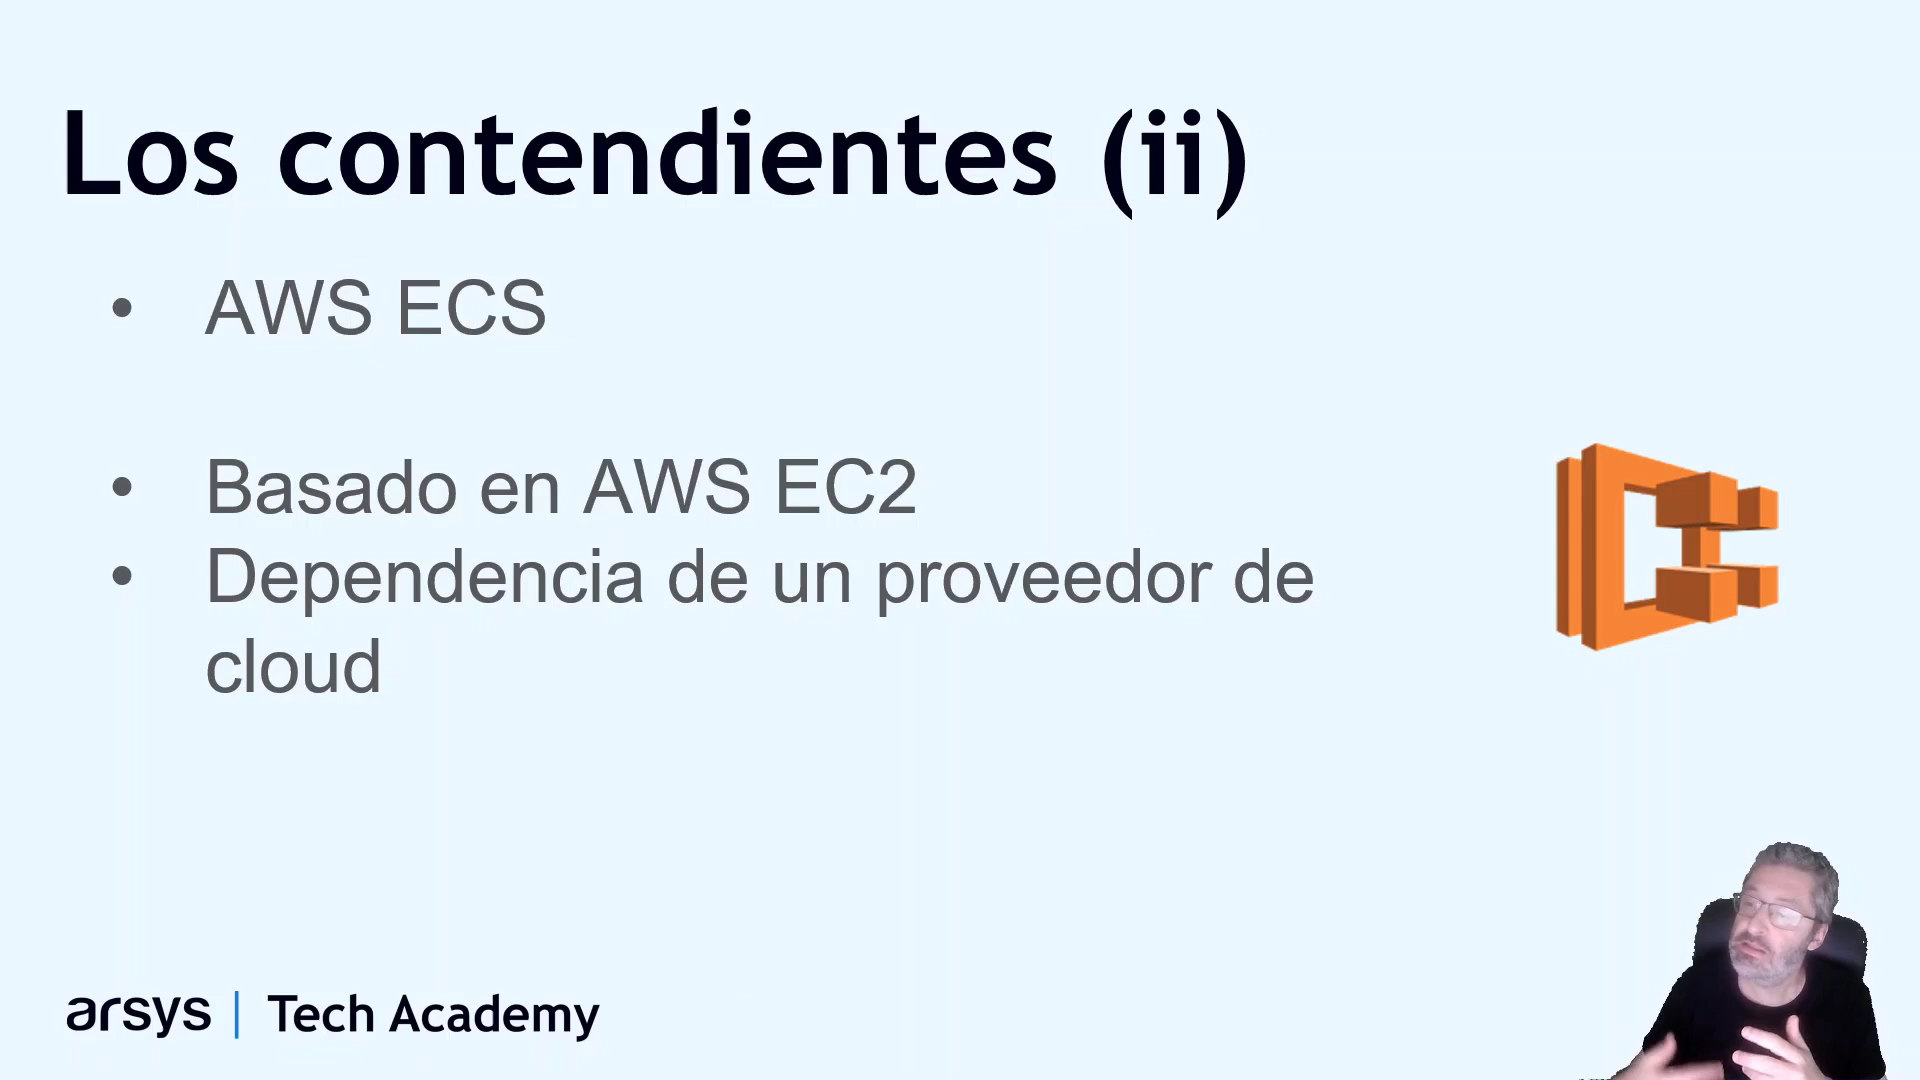 Los contendientes (ii)
• AWS ECS
• Basado en AWS EC2
• Dependencia de un proveedor de
cloud
arsys | Tech Academy